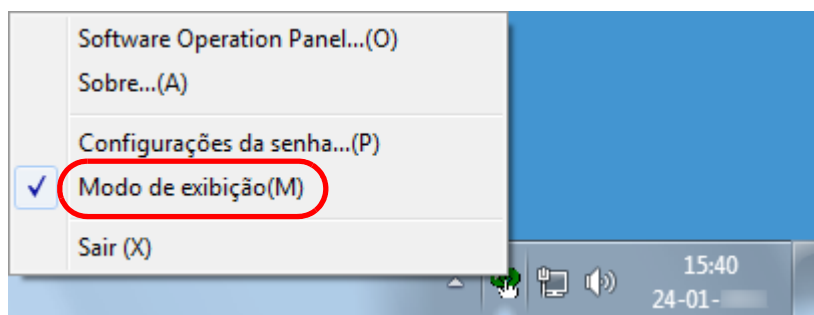 Software Operation Panel...(O)
Sobre...(A)
Configurações da senha...(P)
Modo de exibição(M)
Sair (X)
15:40
24-01-